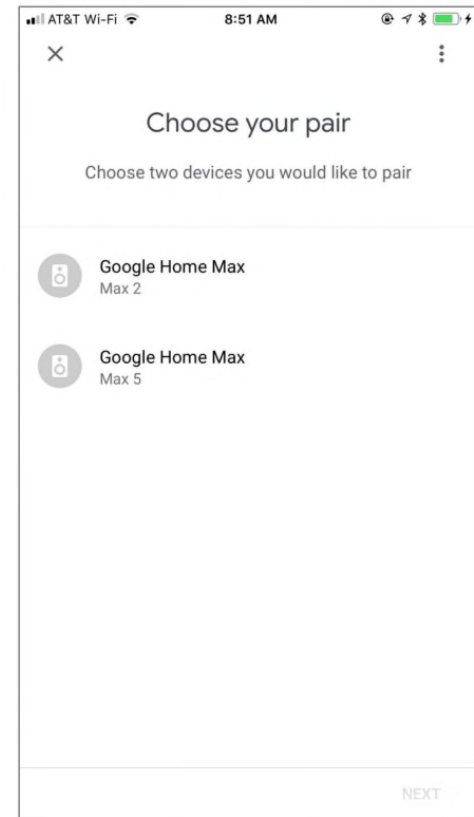 AT&T Wi-Fi 8:51 AM
Choose your pair
Choose two devices you would like to pair
Google Home Max
Max 2
Google Home Max
Max 5
NEXT